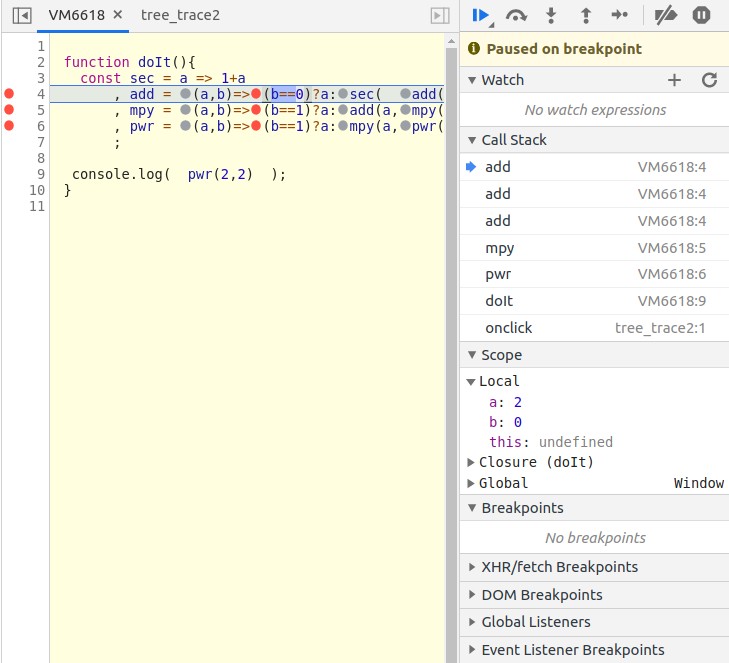 VM6618 × tree_trace2
1
2 function doIt(){
3 const sec = a => 1+a
4 , add = (a,b)=>(b==0)?a:sec( add(
5 , mpy = (a,b)=>(b==1)?a:add(a,mpy(
6 , pwr = (a,b)=>(b==1)?a:mpy(a,pwr(
7 ;
8
9 console.log( pwr(2,2) );
10 }
11
Paused on breakpoint
Watch
No watch expressions
Call Stack
add VM6618:4
add VM6618:4
add VM6618:4
mpy VM6618:5
pwr VM6618:6
doIt VM6618:9
onclick tree_trace2:1
Scope
Local
a: 2
b: 0
this: undefined
Closure (doIt)
Global Window
Breakpoints
No breakpoints
XHR/fetch Breakpoints
DOM Breakpoints
Global Listeners
Event Listener Breakpoints